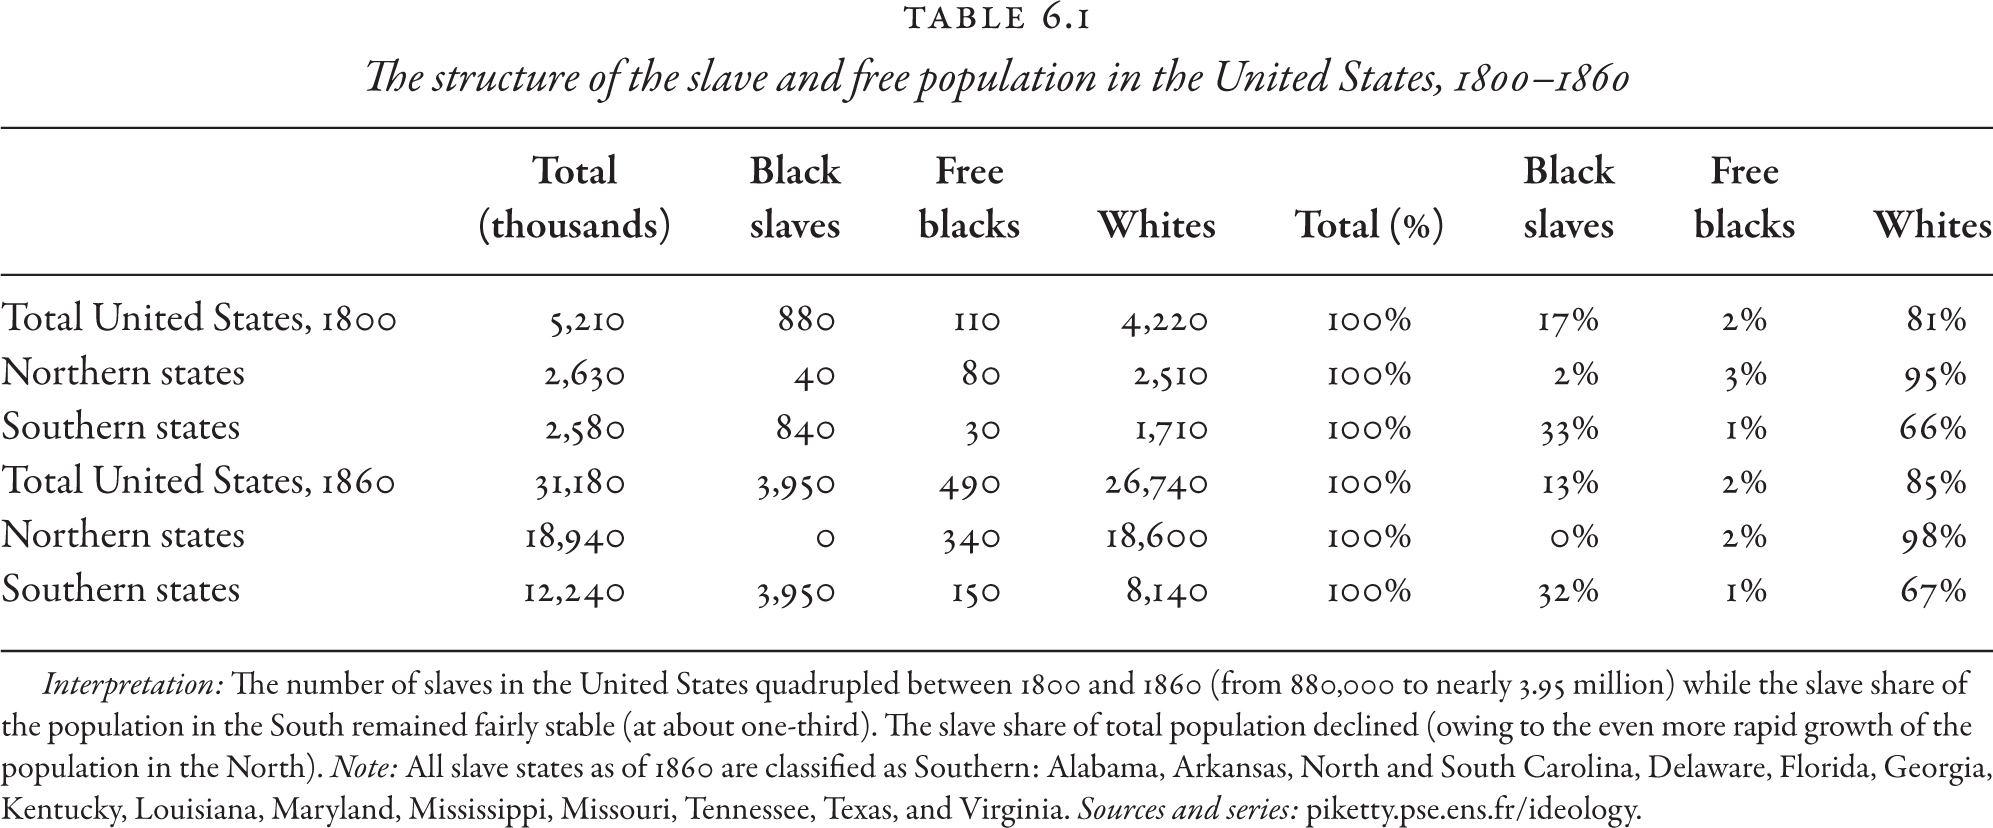 TABLE 6.1
The structure of the slave and free population in the United States, 1800–1860
Total (thousands) Black slaves Free blacks Whites Total (%) Black slaves Free blacks Whites
Total United States, 1800 5,210 880 110 4,220 100% 17% 2% 81%
Northern states 2,630 40 80 2,510 100% 2% 3% 95%
Southern states 2,580 840 30 1,710 100% 33% 1% 66%
Total United States, 1860 31,180 3,950 490 26,740 100% 13% 2% 85%
Northern states 18,940 0 340 18,600 100% 0% 2% 98%
Southern states 12,240 3,950 150 8,140 100% 32% 1% 67%
Interpretation: The number of slaves in the United States quadrupled between 1800 and 1860 (from 880,000 to nearly 3.95 million) while the slave share of
the population in the South remained fairly stable (at about one-third). The slave share of total population declined (owing to the even more rapid growth of the
population in the North). Note: All slave states as of 1860 are classified as Southern: Alabama, Arkansas, North and South Carolina, Delaware, Florida, Georgia,
Kentucky, Louisiana, Maryland, Mississippi, Missouri, Tennessee, Texas, and Virginia. Sources and series: piketty.pse.ens.fr/ideology.